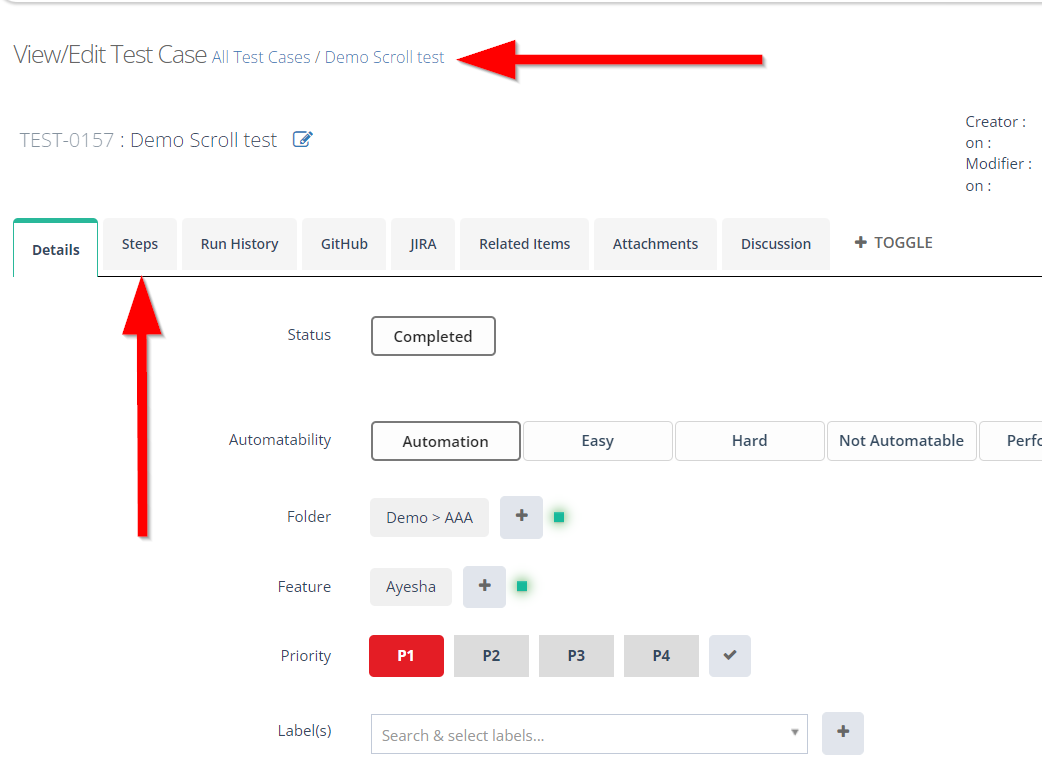 View/Edit Test Case All Test Cases / Demo Scroll test
TEST-0157 : Demo Scroll test
Creator :
on :
Modifier :
on :
Details Steps Run History GitHub JIRA Related Items Attachments Discussion + TOGGLE
Status Completed
Automatability Automation Easy Hard Not Automatable Perfo
Folder Demo > AAA +
Feature Ayesha +
Priority P1 P2 P3 P4
Label(s) Search & select labels... +